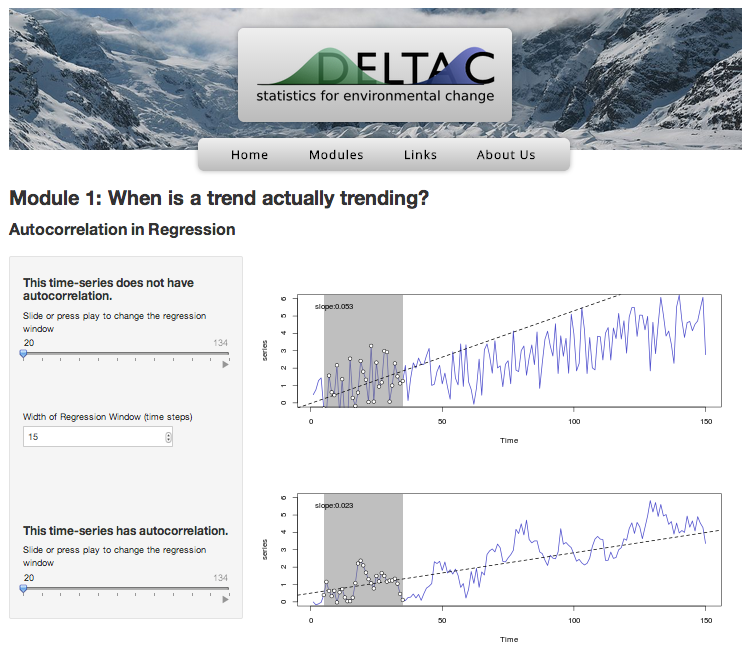 DELTAC
statistics for environmental change
Home Modules Links About Us
Module 1: When is a trend actually trending?
Autocorrelation in Regression
This time-series does not have
autocorrelation.
Slide or press play to change the regression
window
20 134
Width of Regression Window (time steps)
15
This time-series has autocorrelation.
Slide or press play to change the regression
window
20 134
slope:0.053
series
0 1 2 3 4 5 6
0 50 100 150
Time
slope:0.023
series
0 1 2 3 4 5 6
0 50 100 150
Time